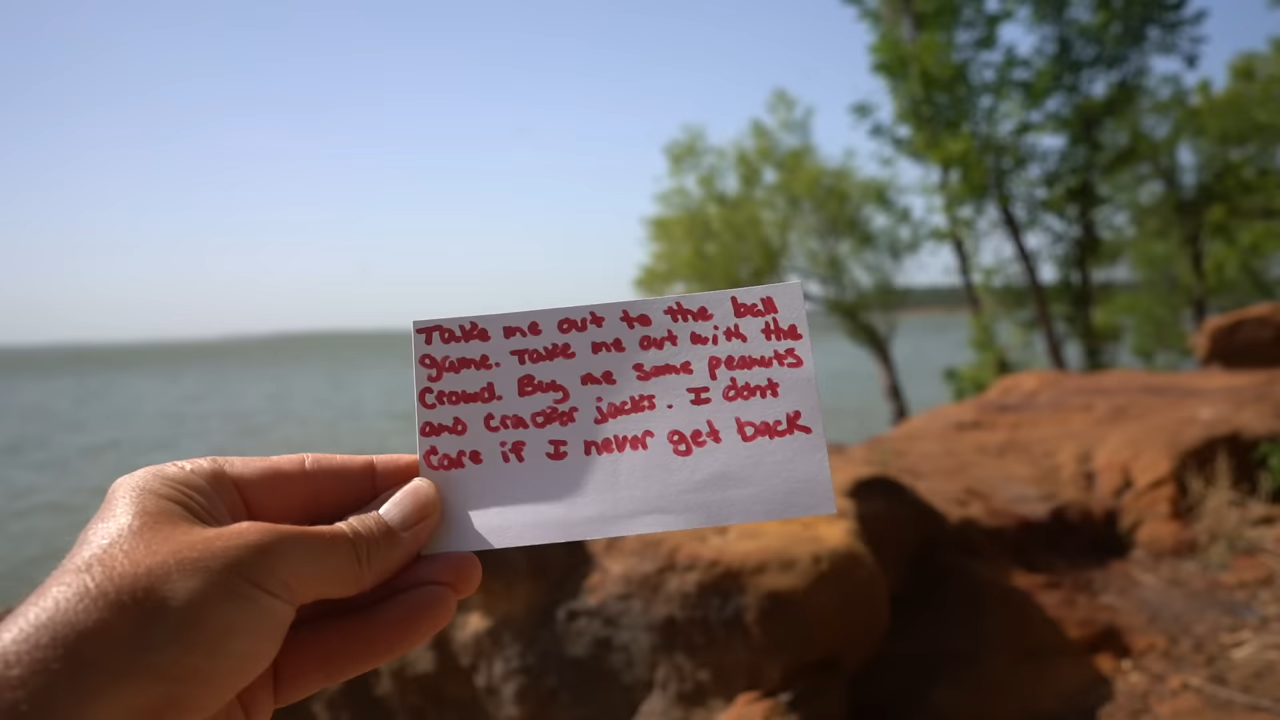 Take me out to the ball
game. Take me out with the
Crowd. Buy me some peanuts
and Cracker jacks. I dont
Care if I never get back